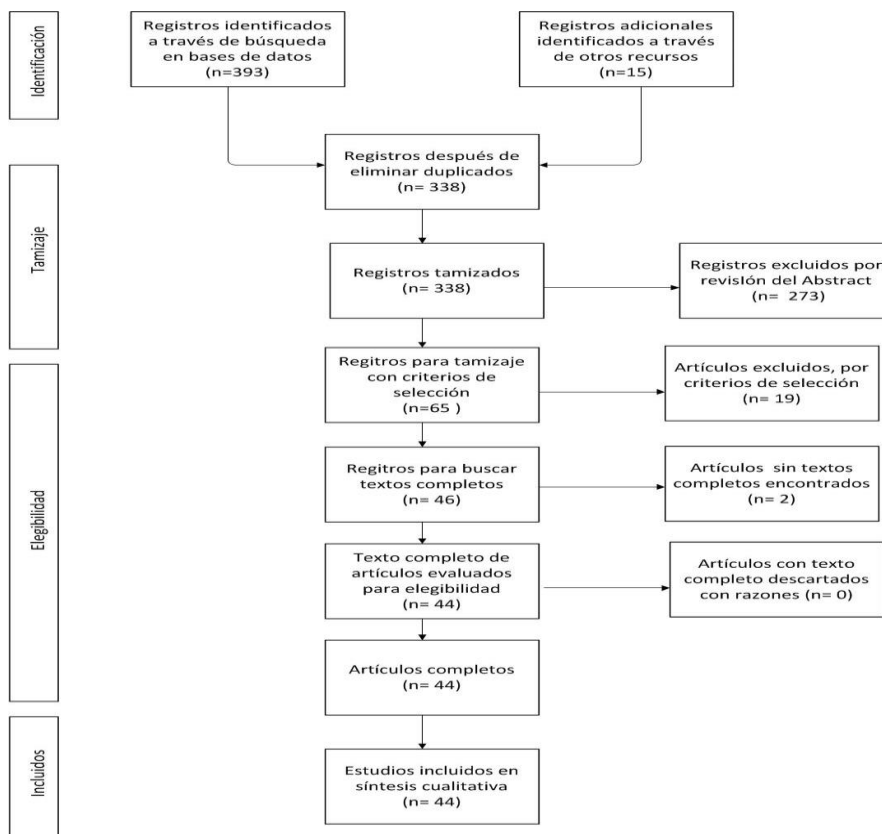 Identificación
Registros identificados
a través de búsqueda
en bases de datos
(n=393)
Registros adicionales
identificados a través
de otros recursos
(n=15)
Tamizaje
Registros después de
eliminar duplicados
(n= 338)
Registros tamizados
(n= 338)
Registros excluidos por
revisIón del Abstract
(n=  273)
Elegibilidad
Regitros para tamizaje
con criterios de
selección
(n=65 )
Artículos excluidos, por
criterios de selección
(n= 19)
Regitros para buscar
textos completos
(n= 46)
Artículos  sin textos
completos encontrados
(n= 2)
Texto completo de
artículos evaluados
para elegibilidad
(n= 44)
Artículos con texto
completo descartados
con razones (n= 0)
Artículos completos
(n= 44)
Incluidos
Estudios incluidos en
síntesis cualitativa
(n= 44)